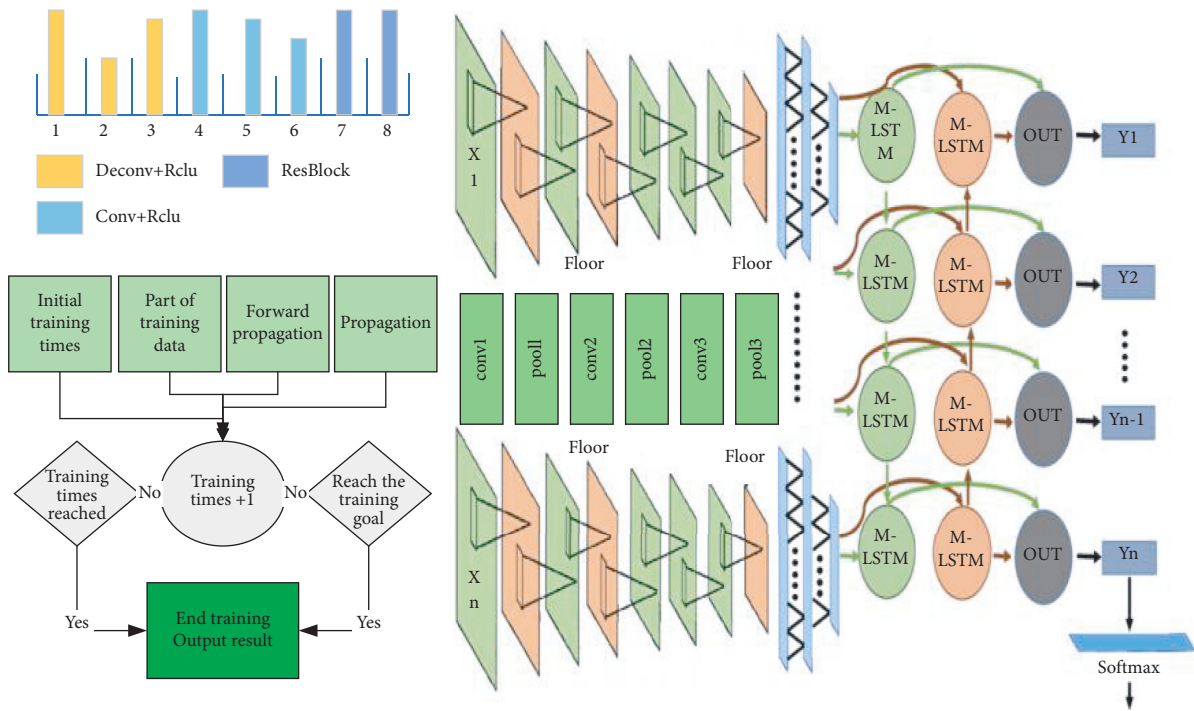 1 2 3 4 5 6 7 8
Deconv+Rclu
ResBlock
Conv+Rclu
Initial
training
times
Part of
training
data
Forward
propagation
Propagation
Training
times
reached
No
Training
times +1
No
Reach the
training
goal
Yes
End training
Output result
Yes
X
1
Floor
Floor
conv1
pooll
conv2
pool2
conv3
pool3
Floor
Floor
X
n
M-
LST
M
M-
LSTM
OUT
Y1
M-
LSTM
M-
LSTM
OUT
Y2
M-
LSTM
M-
LSTM
OUT
Yn-1
M-
LSTM
M-
LSTM
OUT
Yn
Softmax